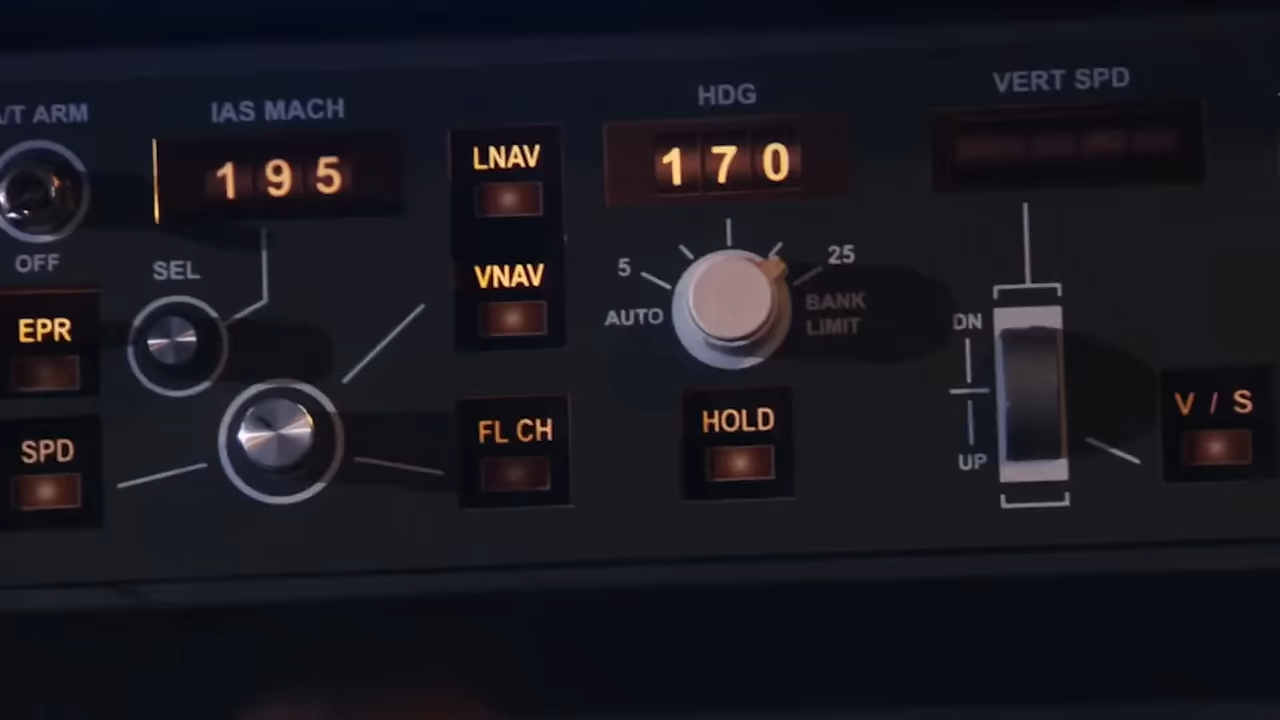 A/T ARM
IAS MACH
HDG
VERT SPD
195
LNAV
170
OFF
SEL
VNAV
5
25
EPR
AUTO
BANK
LIMIT
DN
SPD
FL CH
HOLD
UP
V / S